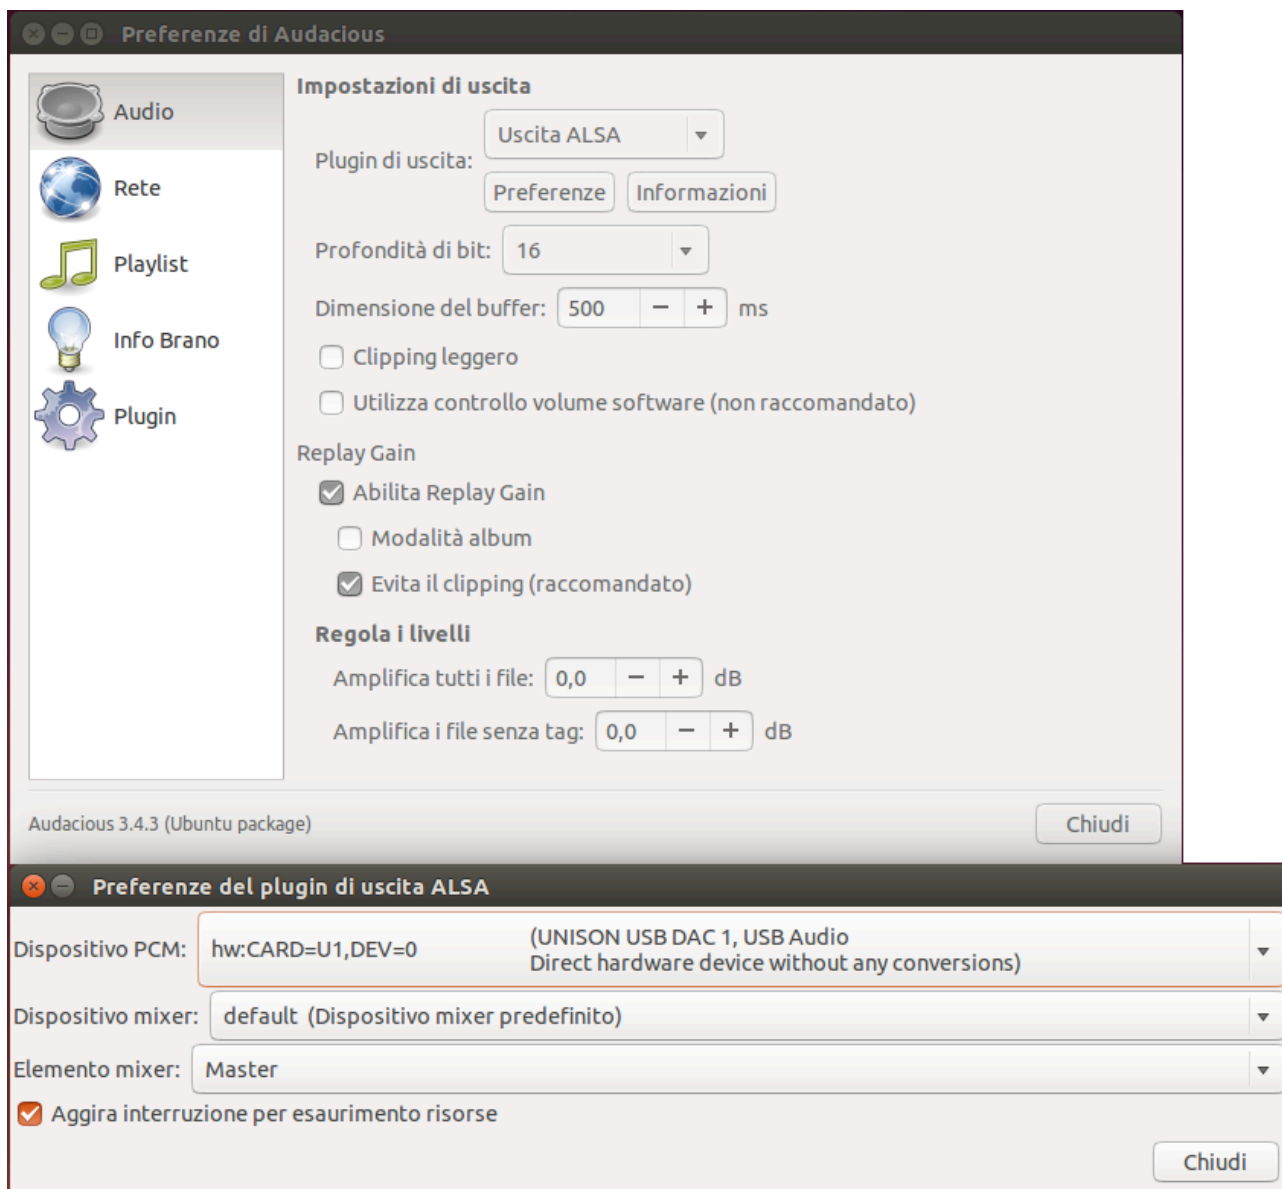 Preferenze di Audacious
Audio
Rete
Playlist
Info Brano
Plugin
Impostazioni di uscita
Plugin di uscita:
Uscita ALSA
Preferenze Informazioni
Profondità di bit: 16
Dimensione del buffer: 500 − + ms
Clipping leggero
Utilizza controllo volume software (non raccomandato)
Replay Gain
Abilita Replay Gain
Modalità album
Evita il clipping (raccomandato)
Regola i livelli
Amplifica tutti i file: 0,0 − + dB
Amplifica i file senza tag: 0,0 − + dB
Audacious 3.4.3 (Ubuntu package)
Chiudi
Preferenze del plugin di uscita ALSA
Dispositivo PCM: hw:CARD=U1,DEV=0
(UNISON USB DAC 1, USB Audio
Direct hardware device without any conversions)
Dispositivo mixer: default (Dispositivo mixer predefinito)
Elemento mixer: Master
Aggira interruzione per esaurimento risorse
Chiudi